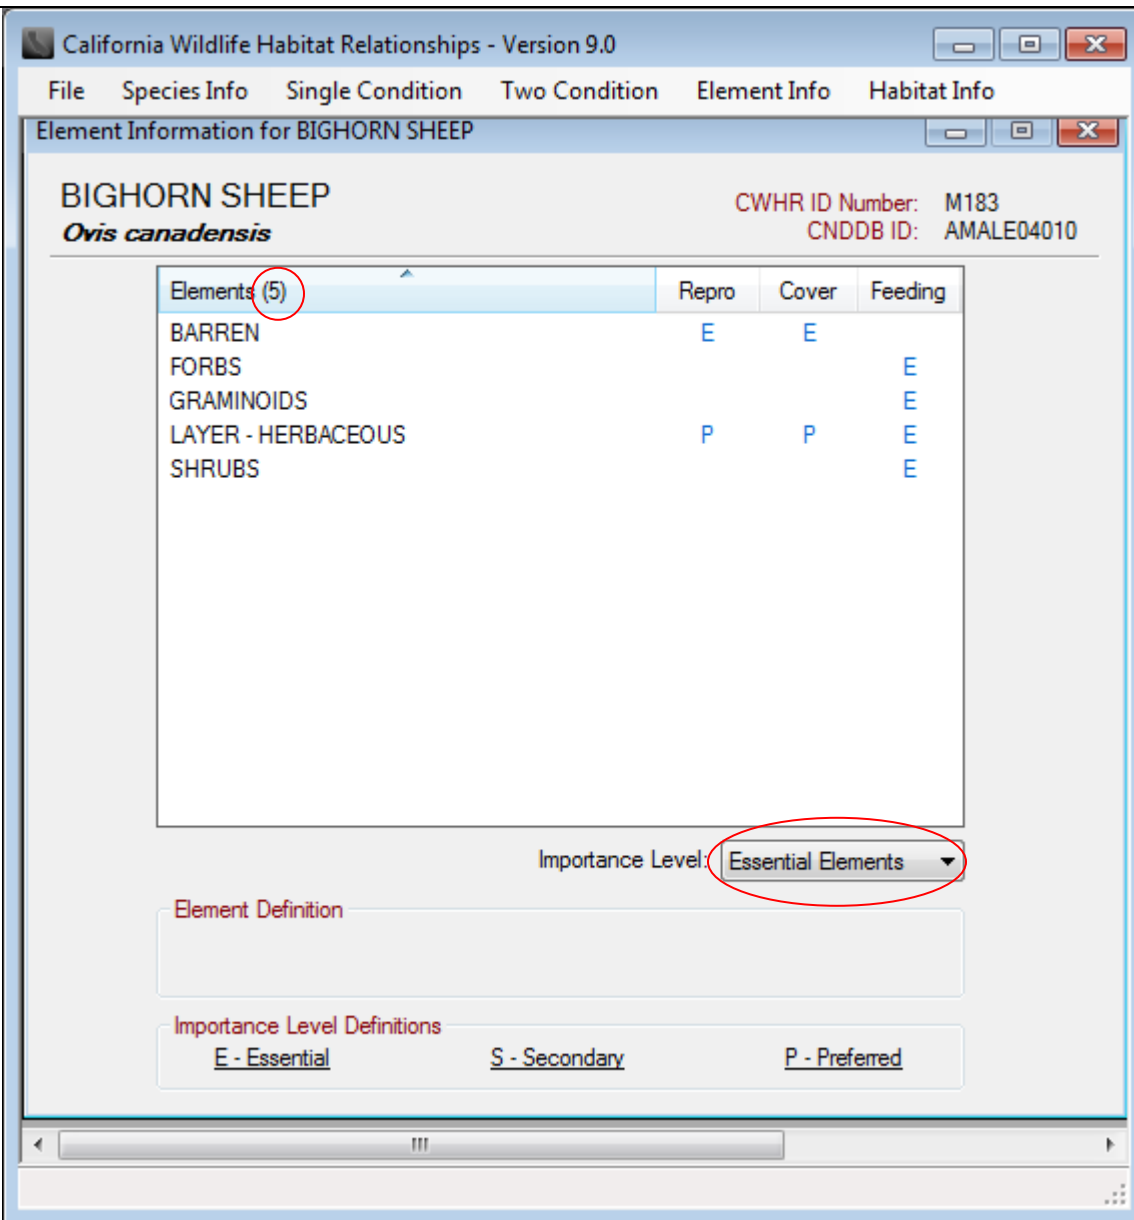 California Wildlife Habitat Relationships - Version 9.0
File Species Info Single Condition Two Condition Element Info Habitat Info
Element Information for BIGHORN SHEEP
BIGHORN SHEEP
CWHR ID Number: M183
Ovis canadensis
CNDDB ID: AMALE04010
Elements (5) Repro Cover Feeding
BARREN E E
FORBS E
GRAMINOIDS E
LAYER - HERBACEOUS P P E
SHRUBS E
Importance Level: Essential Elements
Element Definition
Importance Level Definitions
E - Essential S - Secondary P - Preferred